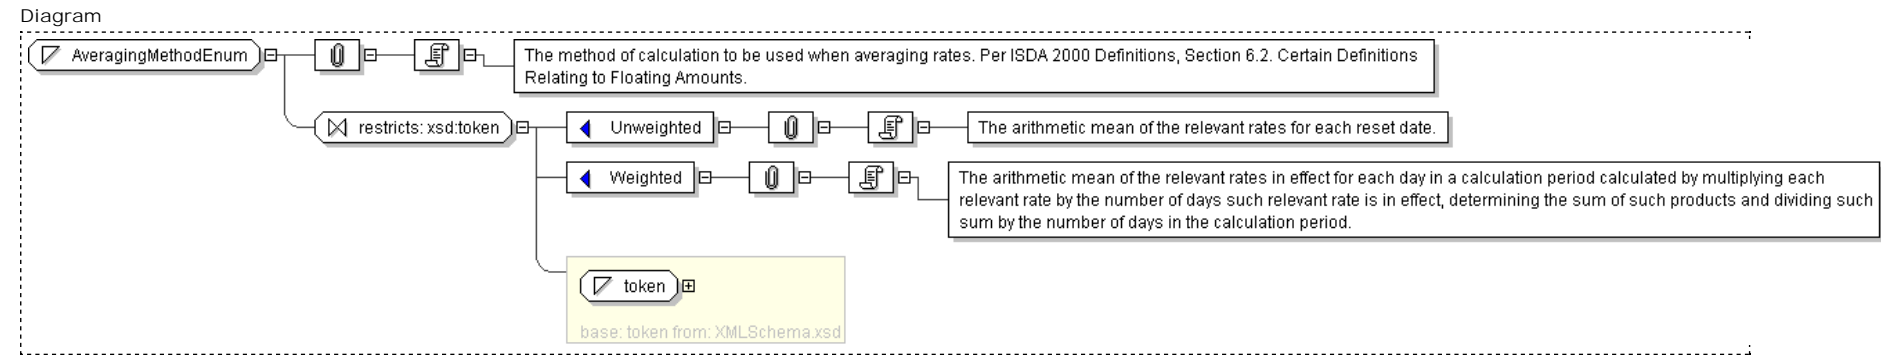 Diagram
AveragingMethodEnum
The method of calculation to be used when averaging rates. Per ISDA 2000 Definitions, Section 6.2. Certain Definitions
Relating to Floating Amounts.
restricts: xsd:token
Unweighted
The arithmetic mean of the relevant rates for each reset date.
Weighted
The arithmetic mean of the relevant rates in effect for each day in a calculation period calculated by multiplying each
relevant rate by the number of days such relevant rate is in effect, determining the sum of such products and dividing such
sum by the number of days in the calculation period.
token
base: token from: XMLSchema.xsd